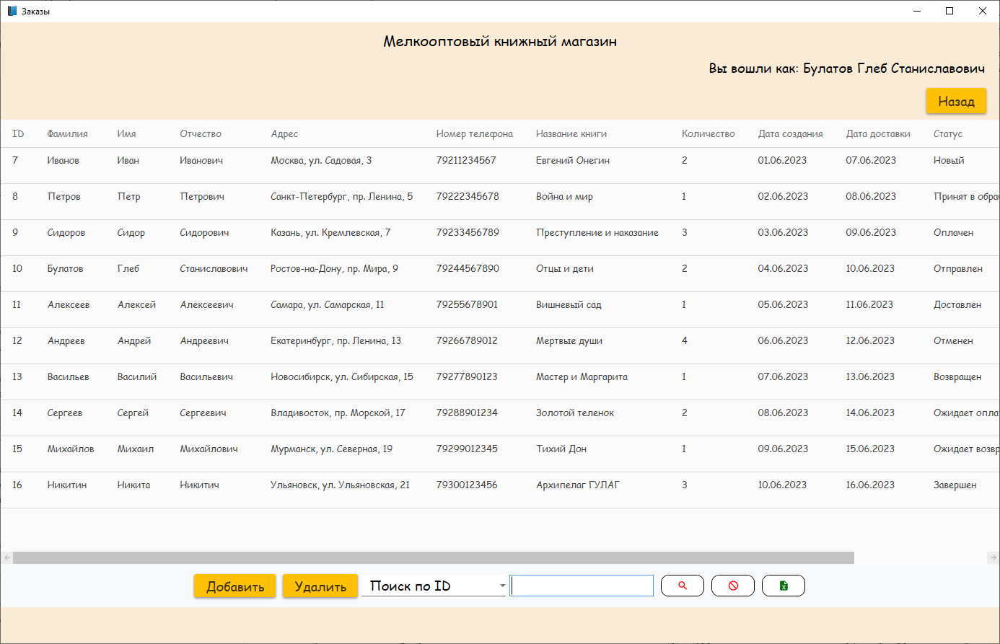 Заказы
Мелкооптовый книжный магазин
Вы вошли как: Булатов Глеб Станиславович
Назад
ID Фамилия Имя Отчество Адрес Номер телефона Название книги Количество Дата создания Дата доставки Статус
7 Иванов Иван Иванович Москва, ул. Садовая, 3 79211234567 Евгений Онегин 2 01.06.2023 07.06.2023 Новый
8 Петров Петр Петрович Санкт-Петербург, пр. Ленина, 5 79222345678 Война и мир 1 02.06.2023 08.06.2023 Принят в обра
9 Сидоров Сидор Сидорович Казань, ул. Кремлевская, 7 79233456789 Преступление и наказание 3 03.06.2023 09.06.2023 Оплачен
10 Булатов Глеб Станиславович Ростов-на-Дону, пр. Мира, 9 79244567890 Отцы и дети 2 04.06.2023 10.06.2023 Отправлен
11 Алексеев Алексей Алексеевич Самара, ул. Самарская, 11 79255678901 Вишневый сад 1 05.06.2023 11.06.2023 Доставлен
12 Андреев Андрей Андреевич Екатеринбург, пр. Ленина, 13 79266789012 Мертвые души 4 06.06.2023 12.06.2023 Отменен
13 Васильев Василий Васильевич Новосибирск, ул. Сибирская, 15 79277890123 Мастер и Маргарита 1 07.06.2023 13.06.2023 Возвращен
14 Сергеев Сергей Сергеевич Владивосток, пр. Морской, 17 79288901234 Золотой теленок 2 08.06.2023 14.06.2023 Ожидает опла
15 Михайлов Михаил Михайлович Мурманск, ул. Северная, 19 79299012345 Тихий Дон 1 09.06.2023 15.06.2023 Ожидает возвр
16 Никитин Никита Никитич Ульяновск, ул. Ульяновская, 21 79300123456 Архипелаг ГУЛАГ 3 10.06.2023 16.06.2023 Завершен
Добавить Удалить Поиск по ID